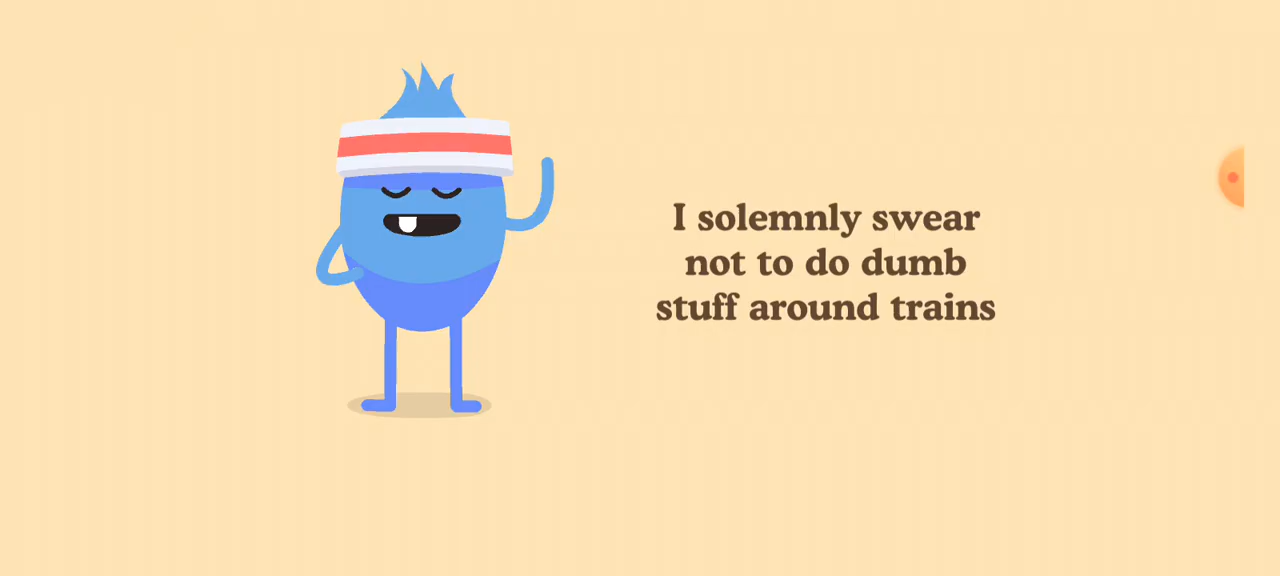 I solemnly swear
not to do dumb
stuff around trains